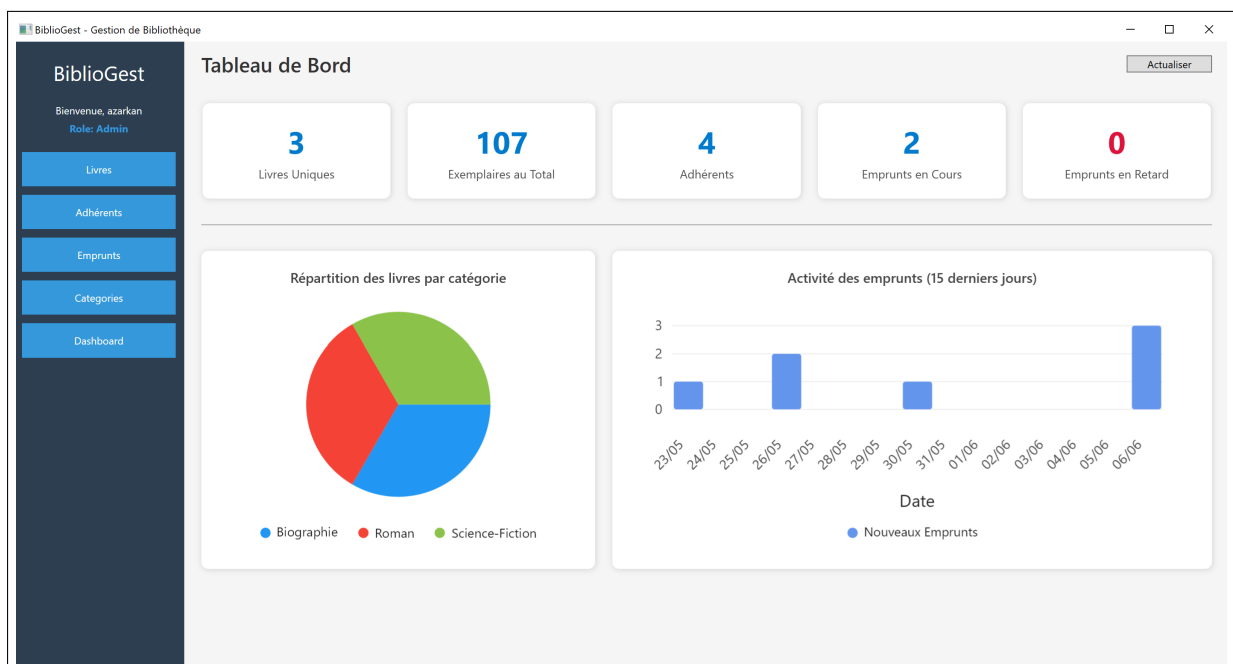 BiblioGest - Gestion de Bibliothèque
BiblioGest
Bienvenue, azarkan
Role: Admin
Livres
Adhérents
Emprunts
Categories
Dashboard
Tableau de Bord
Actualiser
3
Livres Uniques
107
Exemplaires au Total
4
Adhérents
2
Emprunts en Cours
0
Emprunts en Retard
Répartition des livres par catégorie
Biographie Roman Science-Fiction
Activité des emprunts (15 derniers jours)
3
2
1
0
23/05 24/05 25/05 26/05 27/05 28/05 29/05 30/05 31/05 01/06 02/06 03/06 04/06 05/06 06/06
Date
Nouveaux Emprunts